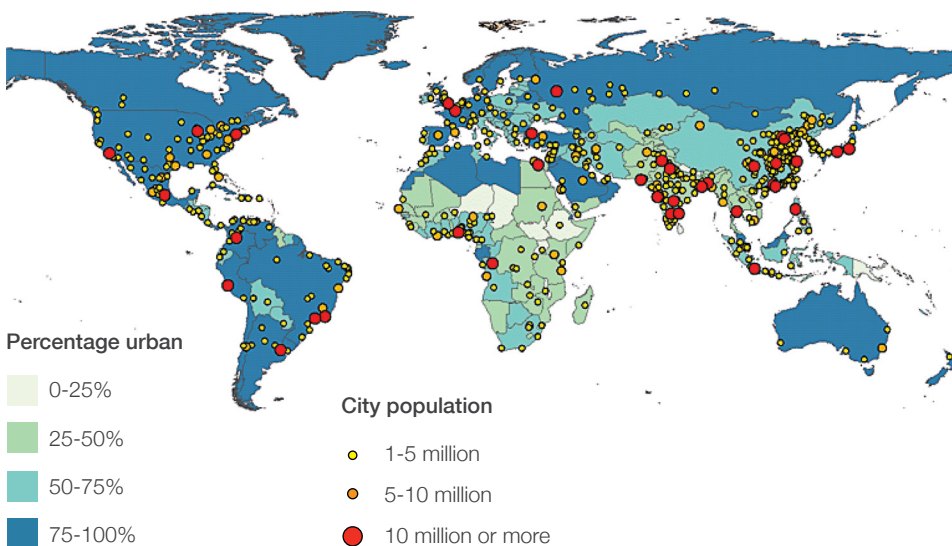 Percentage urban
0-25%
25-50%
50-75%
75-100%
City population
1-5 million
5-10 million
10 million or more